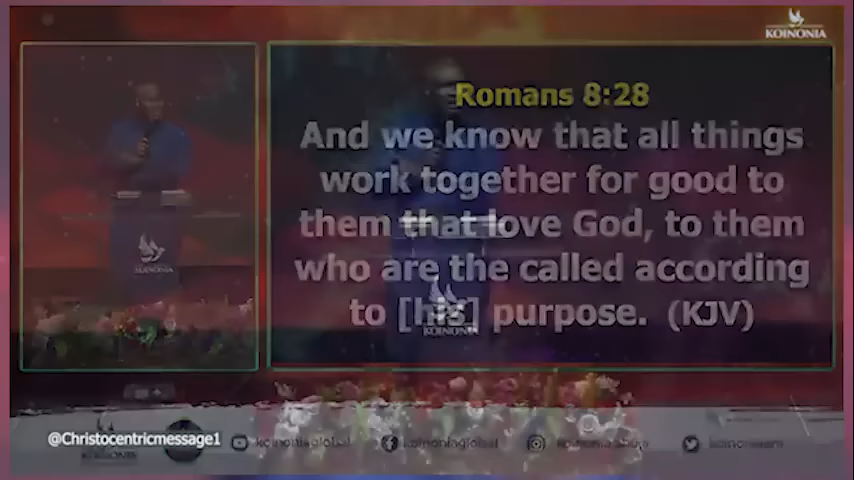 KOINONIA
Romans 8:28
And we know that all things
work together for good to
them that love God, to them
who are the called according
to [his] purpose. (KJV)
KOINONIA
KOINONIA
@Christocentricmessage1
koinoniaglobal
koinoniaglobal